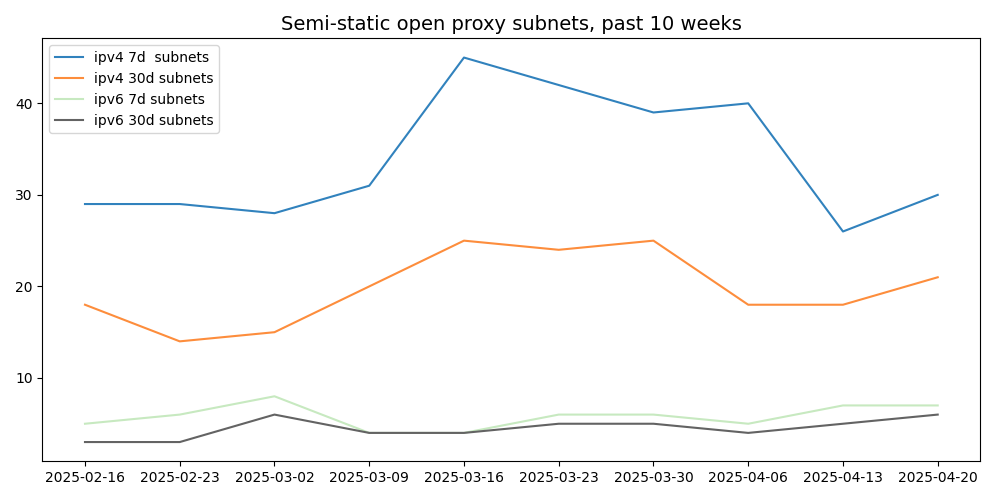 Semi-static open proxy subnets, past 10 weeks
ipv4 7d  subnets
ipv4 30d subnets
ipv6 7d subnets
ipv6 30d subnets
40
30
20
10
2025-02-16 2025-02-23 2025-03-02 2025-03-09 2025-03-16 2025-03-23 2025-03-30 2025-04-06 2025-04-13 2025-04-20